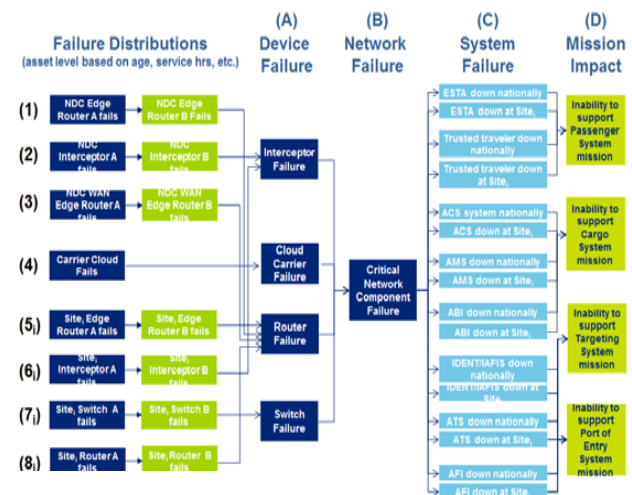 (A) (B) (C) (D)
Failure Distributions
(asset level based on age, service hrs, etc.)
Device
Failure
Network
Failure
System
Failure
Mission
Impact
(1)
NDC Edge
Router A fails
NDC Edge
Router B Fails
(2)
NDC
Interceptor A
fails
NDC
Interceptor B
fails
(3)
NDC WAN
Edge Router A
fails
NDC WAN
Edge Router B
fails
(4)
Carrier Cloud
Fails
(5i)
Sitei Edge
Router A fails
Sitei Edge
Router B fails
(6i)
Sitei
Interceptor A
fails
Sitei
Interceptor B
fails
(7i)
Sitei Switch A
fails
Sitei Switch B
fails
(8i)
Sitei Router A
fails
Sitei Router B
fails
Interceptor
Failure
Cloud
Carrier
Failure
Router
Failure
Switch
Failure
Critical
Network
Component
Failure
ESTA down nationally
ESTA down at Sitei
Trusted traveler down
nationally
Trusted traveler down
at Sitei
ACS system nationally
ACS down at Sitei
AMS down nationally
AMS down at Sitei
ABI down nationally
ABI down at Sitei
IDENT/IAFIS down
nationally
IDENT/IAFIS down at
Sitei
ATS down nationally
ATS down at Sitei
AFI down nationally
AFI down at Sitei
Inability to
support
Passenger
System
mission
Inability to
support
Cargo
System
mission
Inability to
support
Targeting
System
mission
Inability to
support
Port of
Entry
System
mission